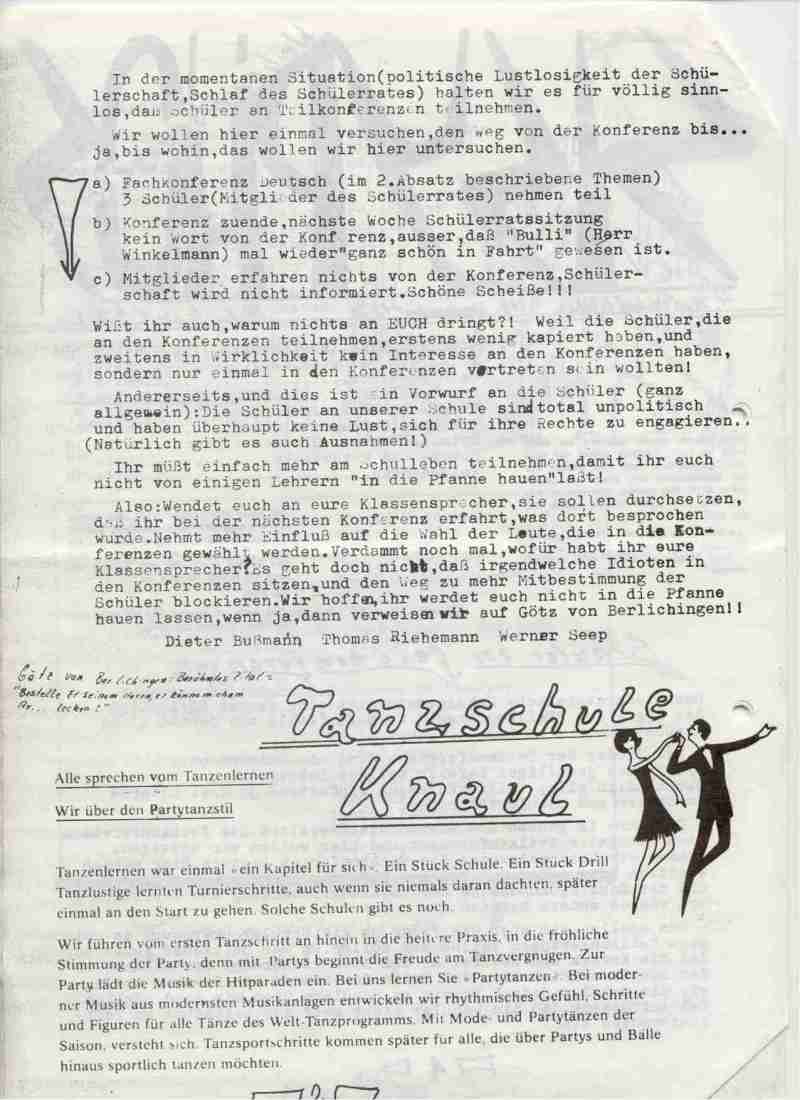 In der momentanen Situation(politische Lustlosigkeit der Schü-
lerschaft,Schlaf des Schülerrates) halten wir es für völlig sinn-
los,daß Schüler an Teilkonferenzen teilnehmen.
Wir wollen hier einmal versuchen,den Weg von der Konferenz bis...
ja,bis wohin,das wollen wir hier untersuchen.
a) Fachkonferenz Deutsch (im 2.Absatz beschriebene Themen)
3 Schüler(Mitglieder des Schülerrates) nehmen teil
b) Konferenz zuende,nächste Woche Schülerratssitzung
kein Wort von der Konf renz,ausser,daß "Bulli" (Herr
Winkelmann) mal wieder"ganz schön in Fahrt" gewesen ist.
c) Mitglieder erfahren nichts von der Konferenz,Schüler-
schaft wird nicht informiert.Schöne Scheiße!!!
Wißt ihr auch,warum nichts an EUCH dringt?! Weil die Schüler,die
an den Konferenzen teilnehmen,erstens wenig kapiert haben,und
zweitens in Wirklichkeit kein Interesse an den Konferenzen haben,
sondern nur einmal in den Konferenzen vertreten sein wollten!
Andererseits,und dies ist ein Vorwurf an die Schüler (ganz
allgemein):Die Schüler an unserer Schule sind total unpolitisch
und haben überhaupt keine Lust,sich für ihre Rechte zu engagieren..
(Natürlich gibt es auch Ausnahmen!)
Ihr müßt einfach mehr am Schulleben teilnehmen,damit ihr euch
nicht von einigen Lehrern "in die Pfanne hauen"laßt!
Also:Wendet euch an eure Klassensprecher,sie sollen durchsetzen,
daß ihr bei der nächsten Konferenz erfahrt,was dort besprochen
wurde.Nehmt mehr Einfluß auf die Wahl der Leute,die in die Kon-
ferenzen gewählt werden.Verdammt noch mal,wofür habt ihr eure
Klassensprecher?Es geht doch nicht,daß irgendwelche Idioten in
den Konferenzen sitzen,und den Weg zu mehr Mitbestimmung der
Schüler blockieren.Wir hoffen,ihr werdet euch nicht in die Pfanne
hauen lassen,wenn ja,dann verweisen wir auf Götz von Berlichingen!!
Dieter Bußmann Thomas Riehemann Werner Seep
Götz von Berlichingen: Berühmtes Zitat:
"Bestelle Er seinem Herrn, er könne mich am
Ar... lecken!"
Tanzschule
Knaul
Alle sprechen vom Tanzenlernen
Wir über den Partytanzstil
Tanzenlernen war einmal »ein Kapitel für sich«. Ein Stück Schule. Ein Stück Drill
Tanzlustige lernten Turnierschritte, auch wenn sie niemals daran dachten, später
einmal an den Start zu gehen. Solche Schulen gibt es noch.
Wir führen vom ersten Tanzschritt an hinein in die heitere Praxis, in die fröhliche
Stimmung der Party, denn mit Partys beginnt die Freude am Tanzvergnügen. Zur
Party lädt die Musik der Hitparaden ein. Bei uns lernen Sie »Partytanzen«. Bei moder-
ner Musik aus modernsten Musikanlagen entwickeln wir rhythmisches Gefühl, Schritte
und Figuren für alle Tänze des Welt-Tanzprogramms. Mit Mode- und Partytänzen der
Saison, versteht sich. Tanzsportschritte kommen später für alle, die über Partys und Bälle
hinaus sportlich tanzen möchten.